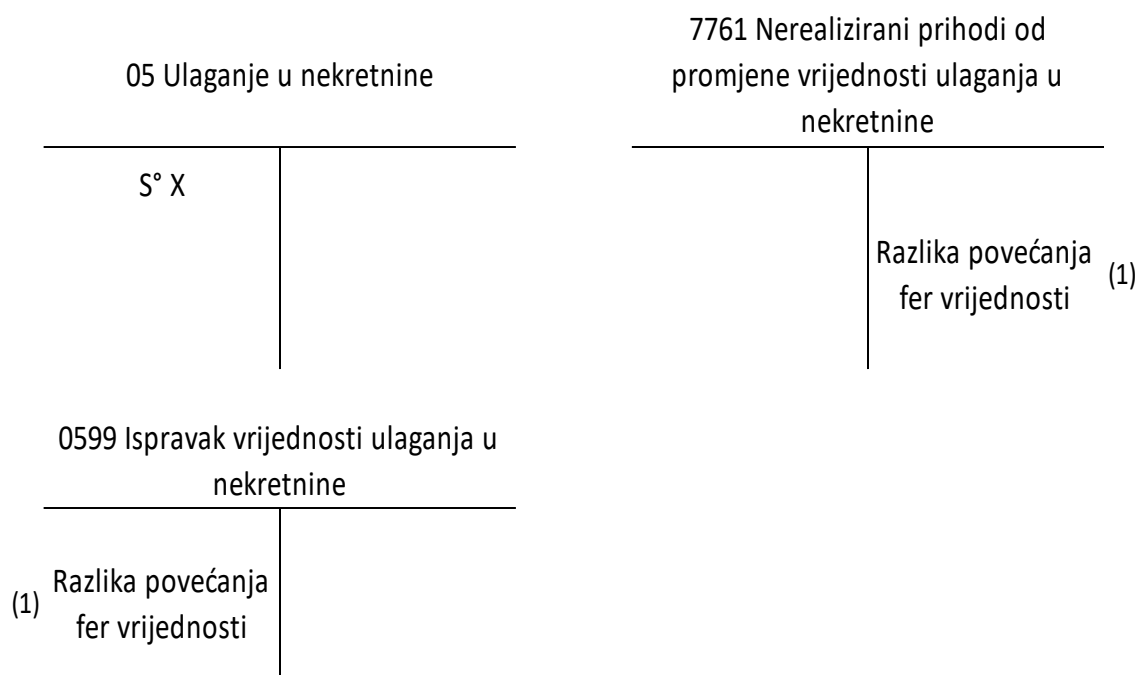 05 Ulaganje u nekretnine
7761 Nerealizirani prihodi od
promjene vrijednosti ulaganja u
nekretnine
S° X
Razlika povećanja
fer vrijednosti
(1)
0599 Ispravak vrijednosti ulaganja u
nekretnine
(1)
Razlika povećanja
fer vrijednosti